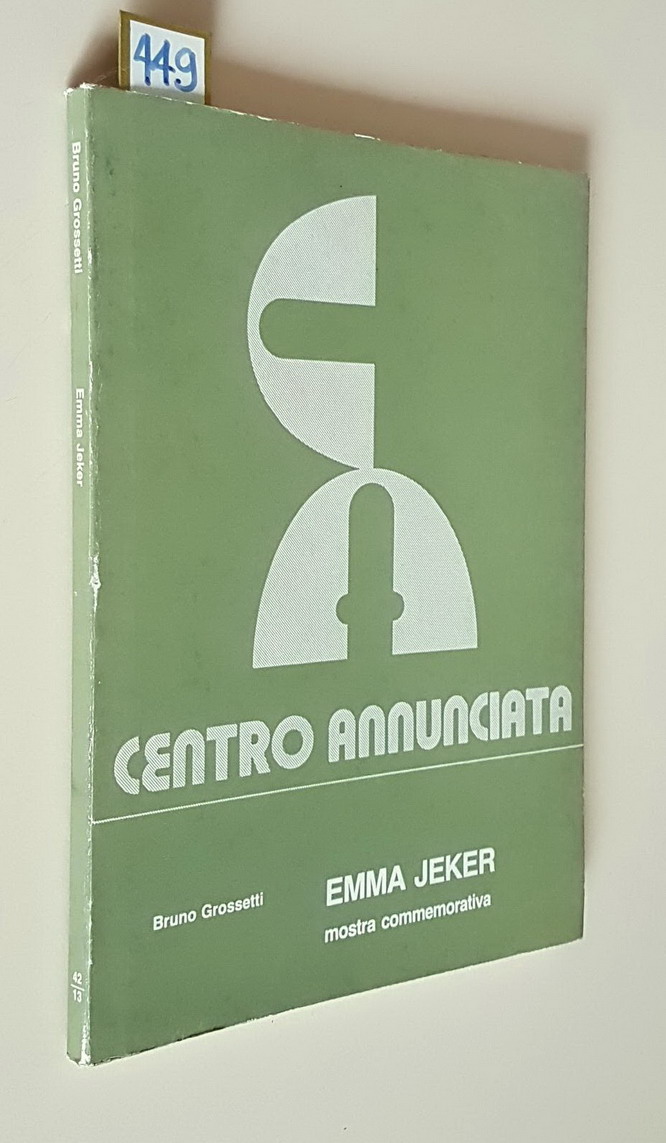 449
Bruno Grossetti
Emma Jeker
42/13
CENTRO ANNUNCIATA
Bruno Grossetti
EMMA JEKER
mostra commemorativa